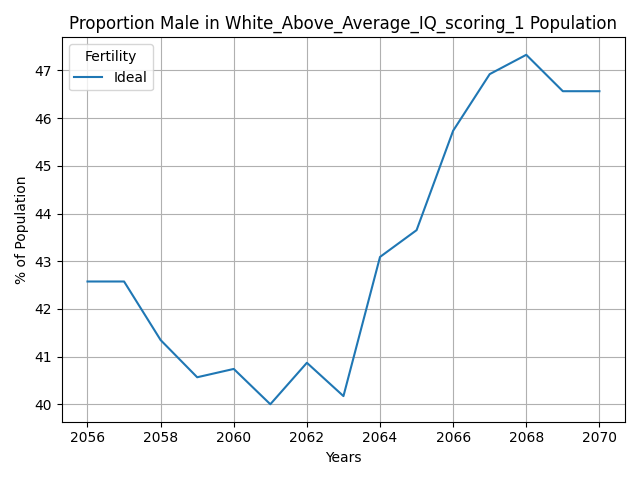 Proportion Male in White_Above_Average_IQ_scoring_1 Population
Fertility
Ideal
% of Population
47
46
45
44
43
42
41
40
2056 2058 2060 2062 2064 2066 2068 2070
Years